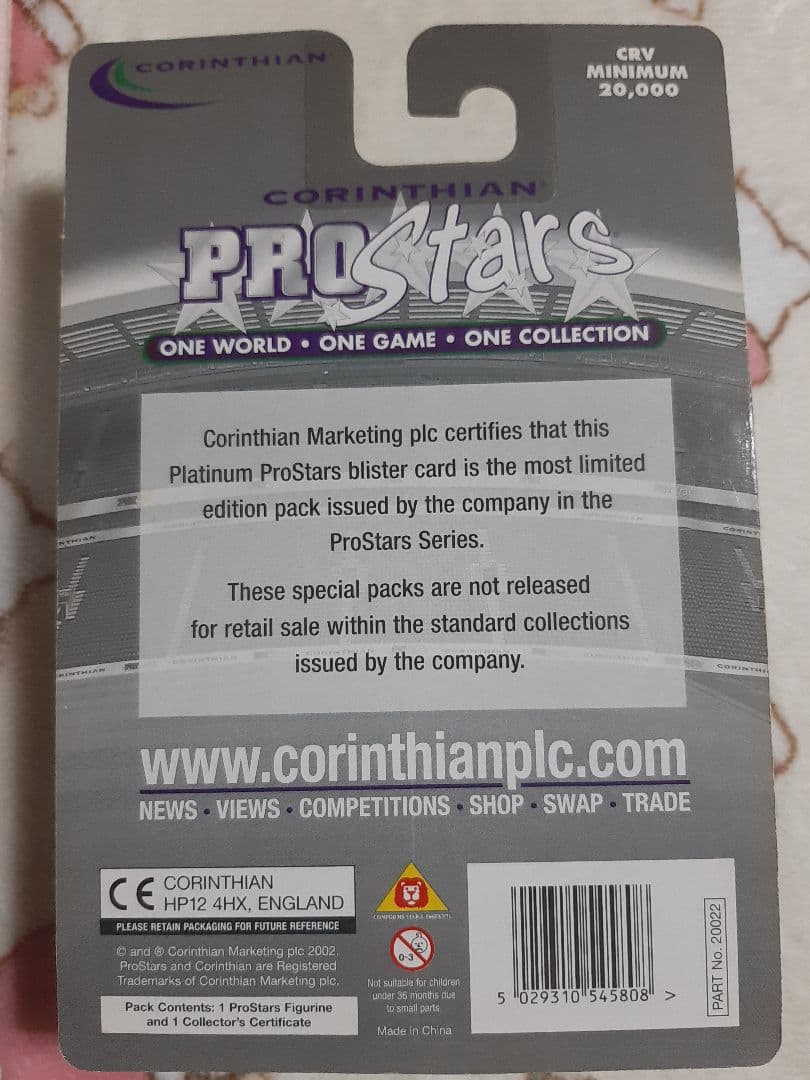 CORINTHIAN
CRV
MINIMUM
20,000
CORINTHIAN
PROStars
ONE WORLD • ONE GAME • ONE COLLECTION
Corinthian Marketing plc certifies that this
Platinum ProStars blister card is the most limited
edition pack issued by the company in the
ProStars Series.
These special packs are not released
for retail sale within the standard collections
issued by the company.
www.corinthianplc.com
NEWS • VIEWS • COMPETITIONS • SHOP • SWAP • TRADE
CE CORINTHIAN
HP12 4HX, ENGLAND
PLEASE RETAIN PACKAGING FOR FUTURE REFERENCE
© and ® Corinthian Marketing plc 2002.
ProStars and Corinthian are Registered
Trademarks of Corinthian Marketing plc.
Pack Contents: 1 ProStars Figurine
and 1 Collector's Certificate
0-3
Not suitable for children
under 36 months due
to small parts
Made in China
5 029310 545808 >
PART No. 20022